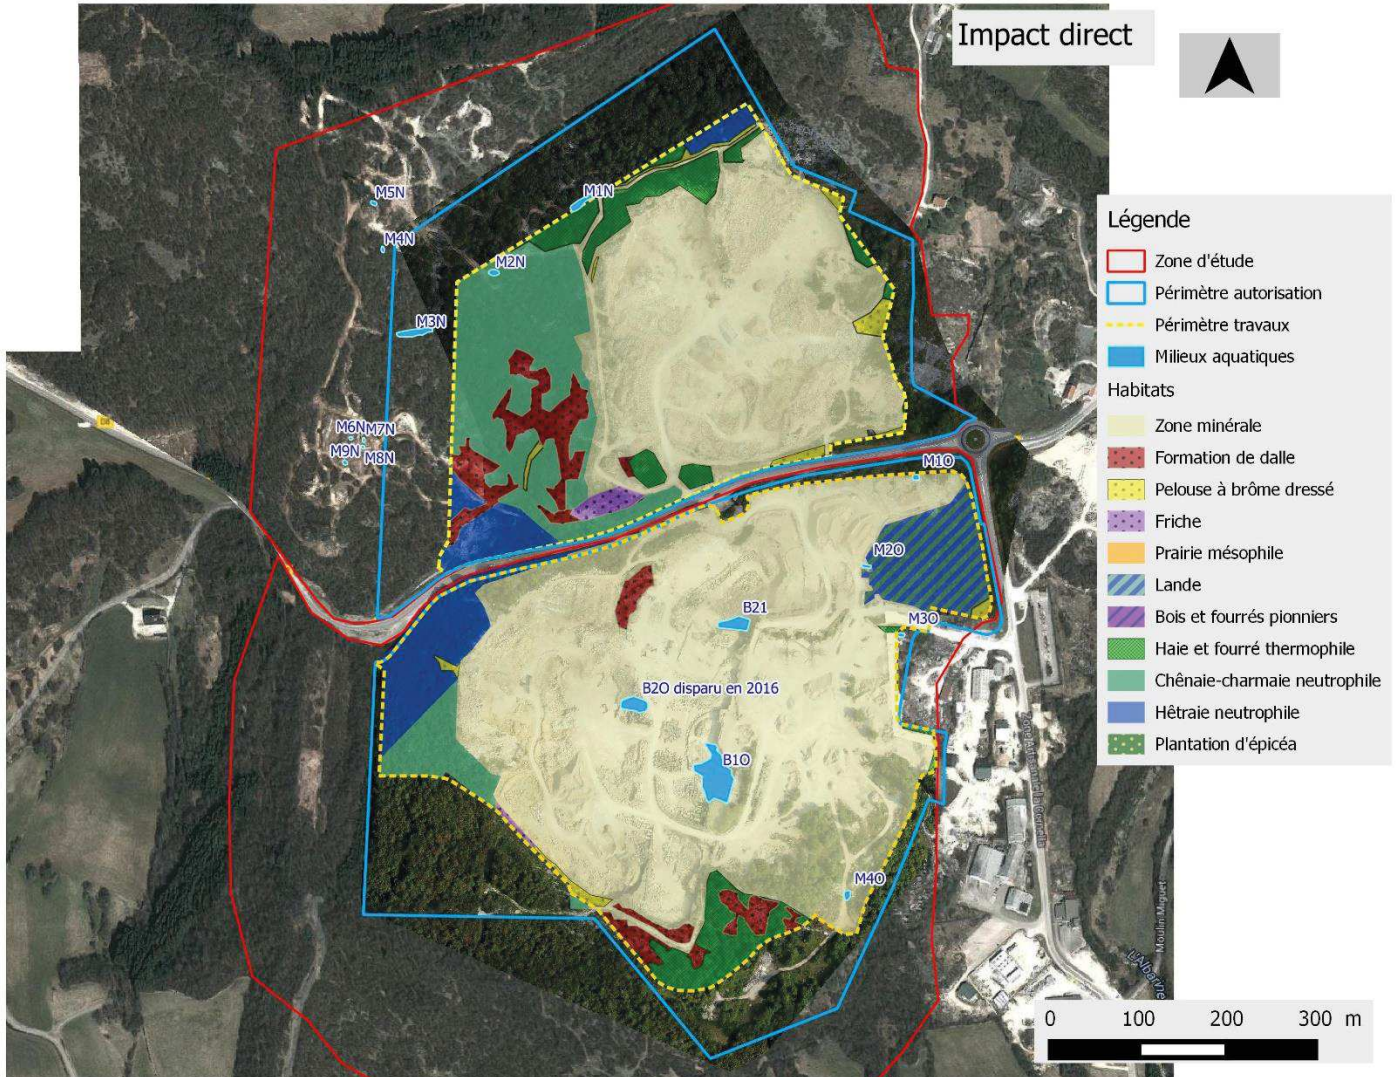 Impact direct
M5N
M1N
M4N
M2N
M3N
M6N
M7N
M9N
M8N
M1O
M2O
B21
M3O
B2O disparu en 2016
B1O
M4O
Moulin Miguet
L'Albarine
Légende
Zone d'étude
Périmètre autorisation
Périmètre travaux
Milieux aquatiques
Habitats
Zone minérale
Formation de dalle
Pelouse à brôme dressé
Friche
Prairie mésophile
Lande
Bois et fourrés pionniers
Haie et fourré thermophile
Chênaie-charmaie neutrophile
Hêtraie neutrophile
Plantation d'épicéa
0 100 200 300 m